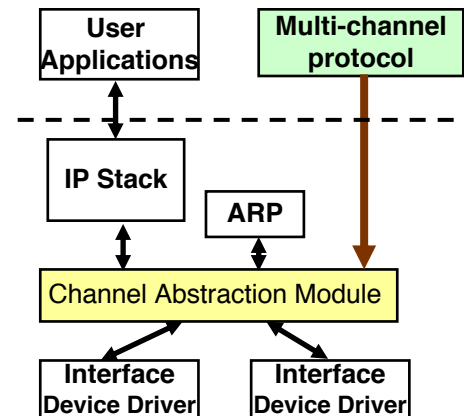 User
Applications
Multi-channel
protocol
IP Stack
ARP
Channel Abstraction Module
Interface
Device Driver
Interface
Device Driver